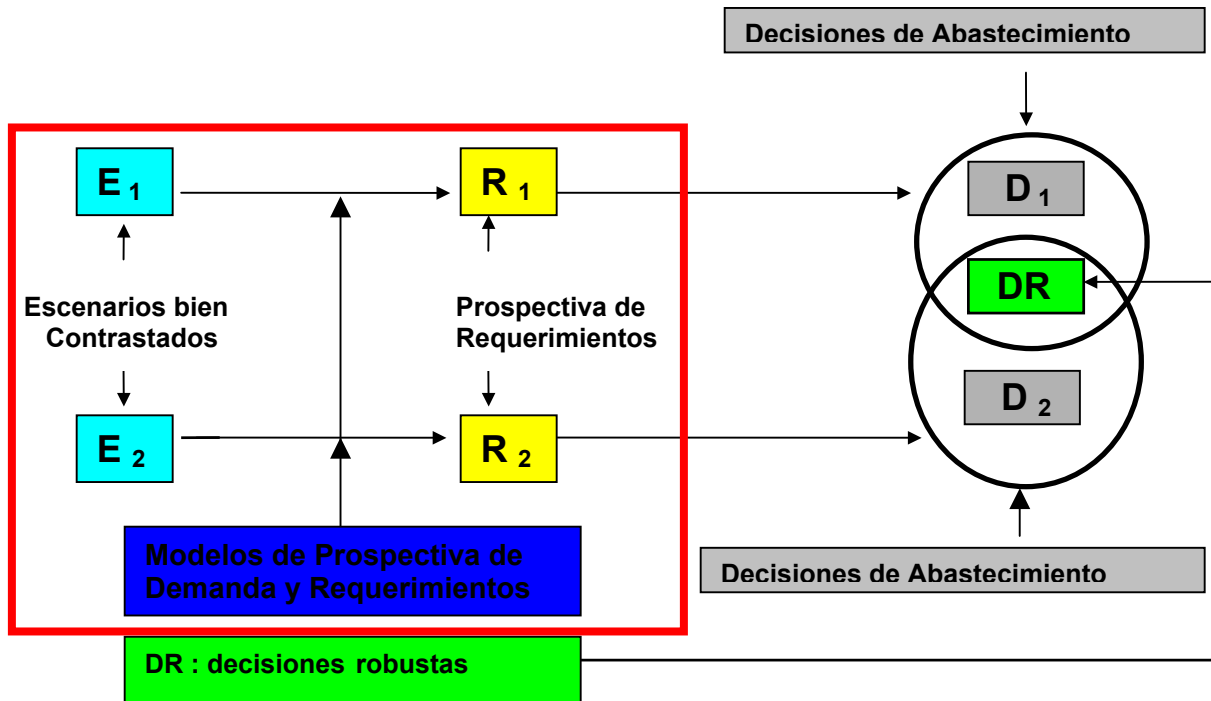 Decisiones de Abastecimiento
E 1
R 1
D 1
DR
Escenarios bien
Contrastados
Prospectiva de
Requerimientos
D 2
E 2
R 2
Modelos de Prospectiva de
Demanda y Requerimientos
Decisiones de Abastecimiento
DR : decisiones robustas